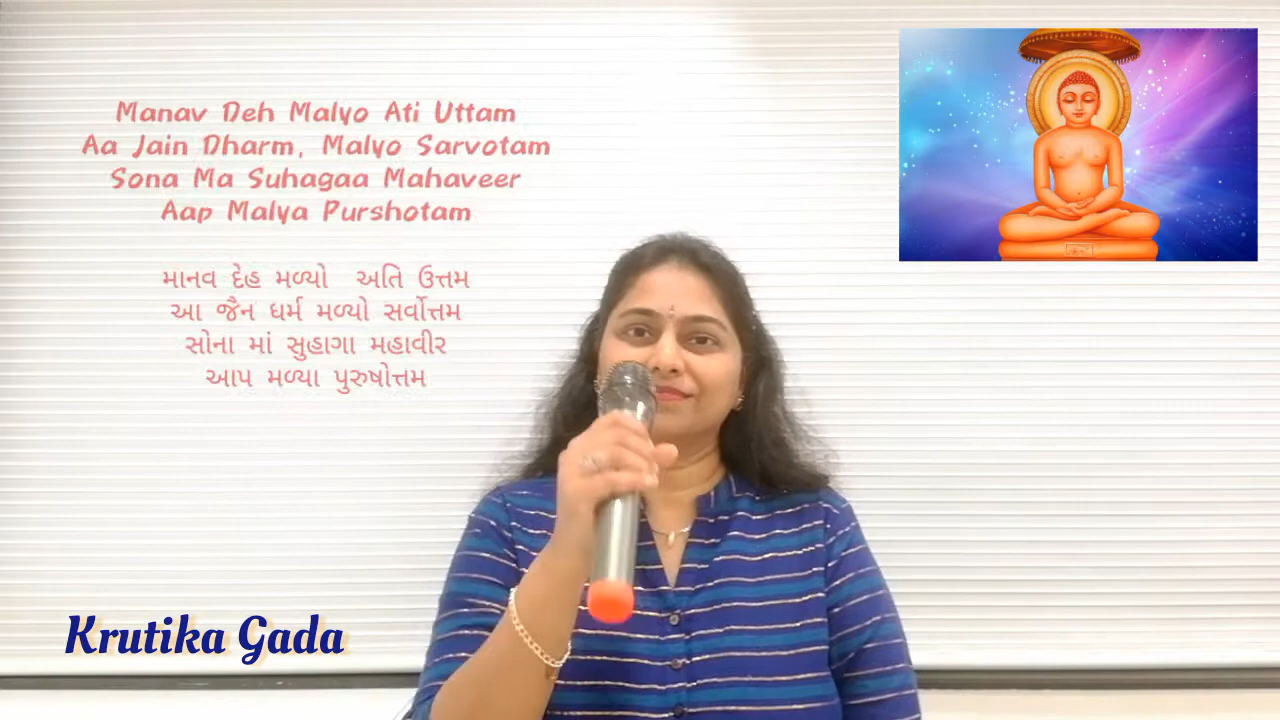 Manav Deh Malyo Ati Uttam
Aa Jain Dharm, Malyo Sarvotam
Sona Ma Suhagaa Mahaveer
Aap Malya Purshotam
માનવ દેહ મળ્યો અતિ ઉત્તમ
આ જૈન ધર્મ મળ્યો સર્વોત્તમ
સોના માં સુહાગા મહાવીર
આપ મળ્યા પુરુષોત્તમ
Krutika Gada